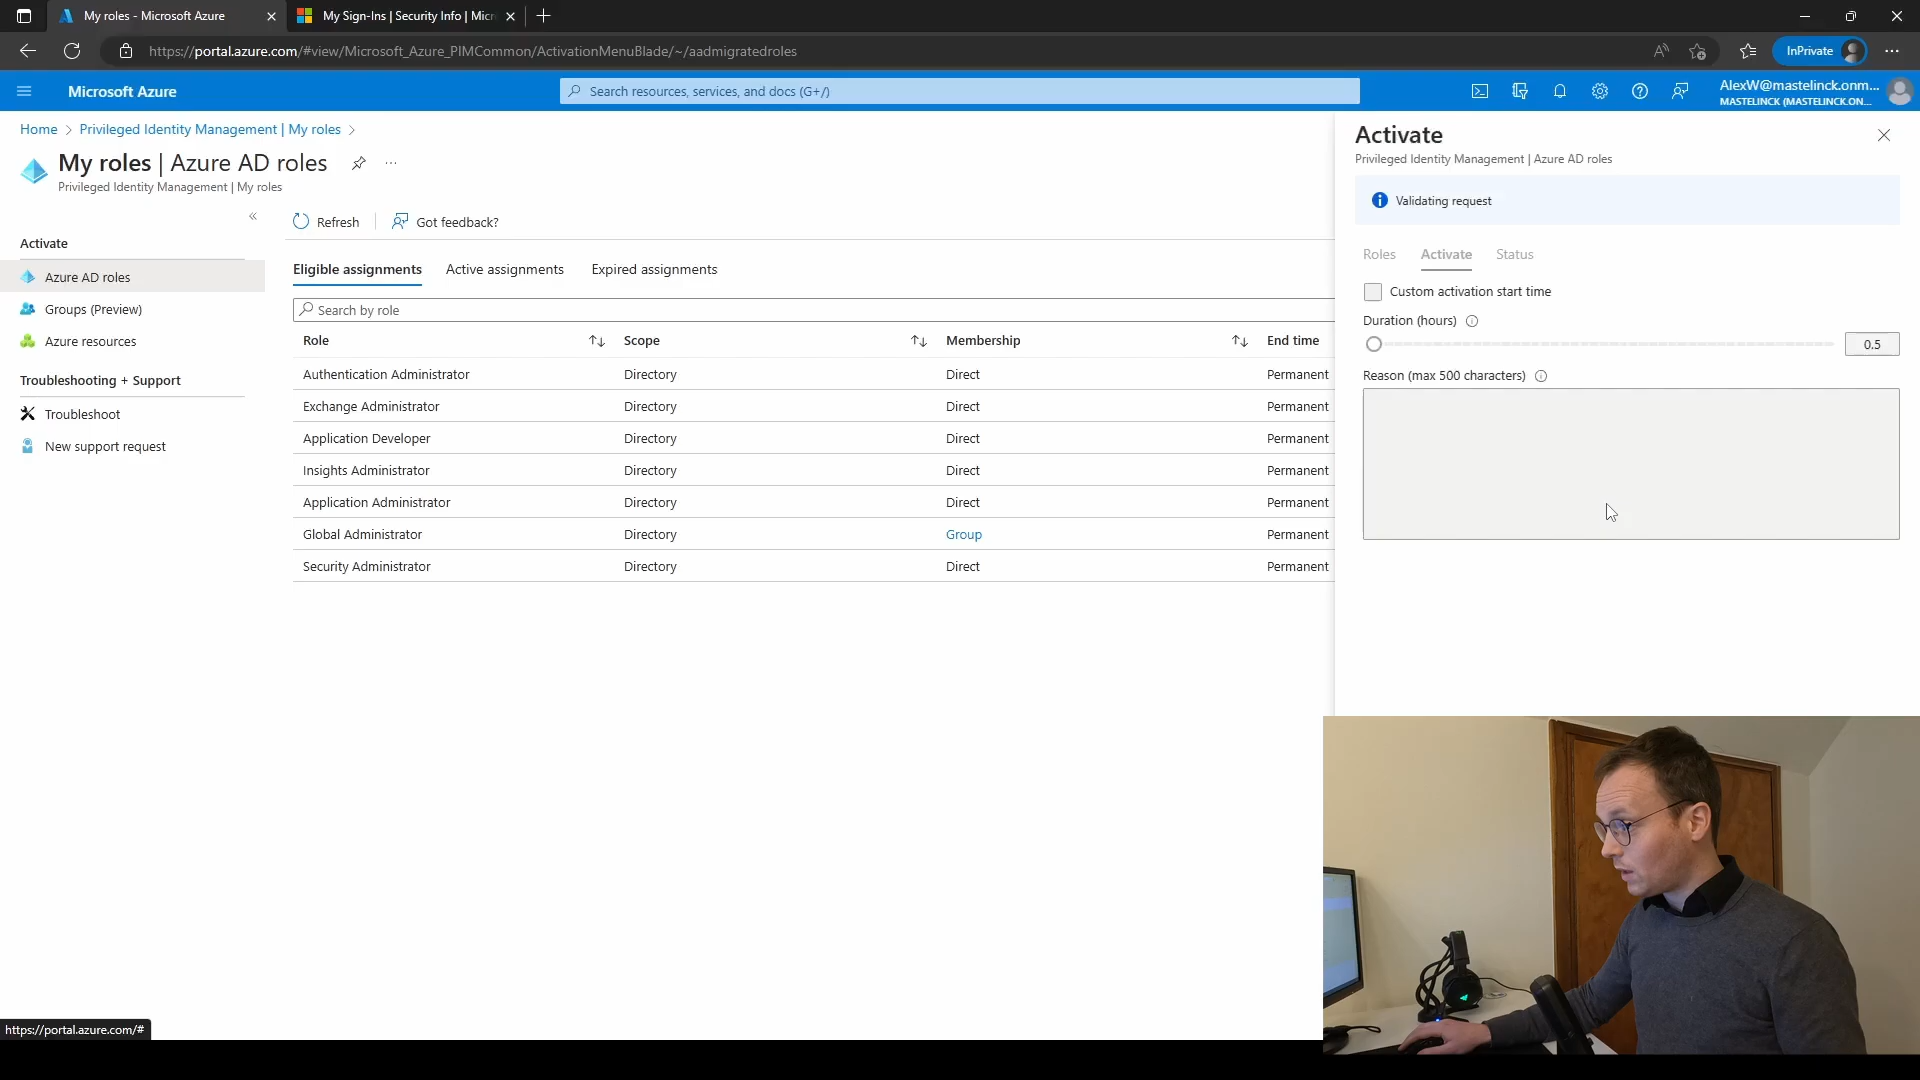 My roles - Microsoft Azure
My Sign-Ins | Security Info | Micr
https://portal.azure.com/#view/Microsoft_Azure_PIMCommon/ActivationMenuBlade/~/aadmigratedroles
InPrivate
Microsoft Azure
Search resources, services, and docs (G+/)
AlexW@mastelinck.onm...
MASTELINCK (MASTELINCK.ON...
Home > Privileged Identity Management | My roles >
My roles | Azure AD roles
Privileged Identity Management | My roles
Refresh
Got feedback?
Activate
Azure AD roles
Groups (Preview)
Azure resources
Troubleshooting + Support
Troubleshoot
New support request
Eligible assignments Active assignments Expired assignments
Search by role
Role Scope Membership End time
Authentication Administrator Directory Direct Permanent
Exchange Administrator Directory Direct Permanent
Application Developer Directory Direct Permanent
Insights Administrator Directory Direct Permanent
Application Administrator Directory Direct Permanent
Global Administrator Directory Group Permanent
Security Administrator Directory Direct Permanent
Activate
Privileged Identity Management | Azure AD roles
Validating request
Roles Activate Status
Custom activation start time
Duration (hours)
0.5
Reason (max 500 characters)
https://portal.azure.com/#